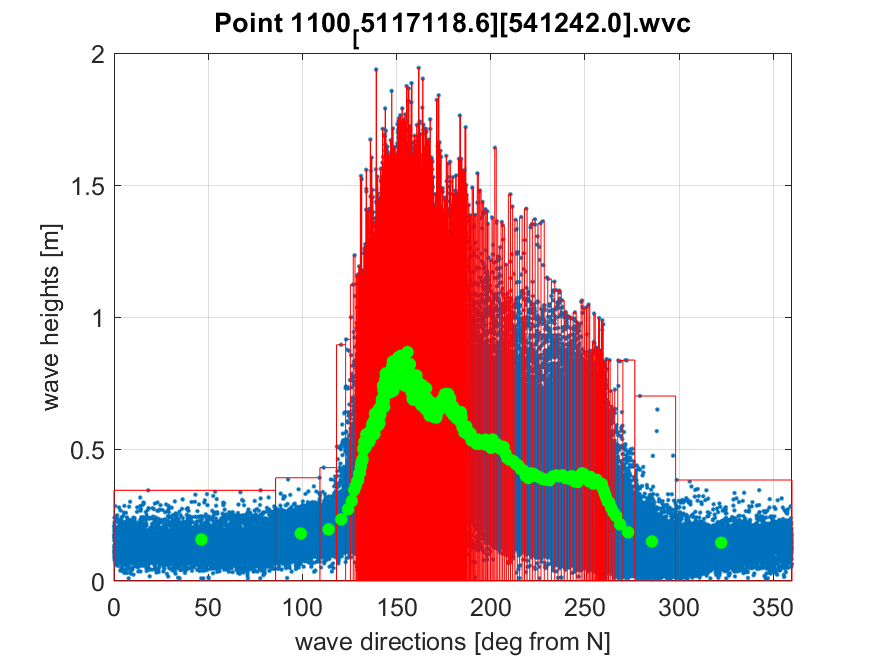 Point 1100[5117118.6][541242.0].wvc
2
1.5
1
0.5
0
wave heights [m]
0 50 100 150 200 250 300 350
wave directions [deg from N]